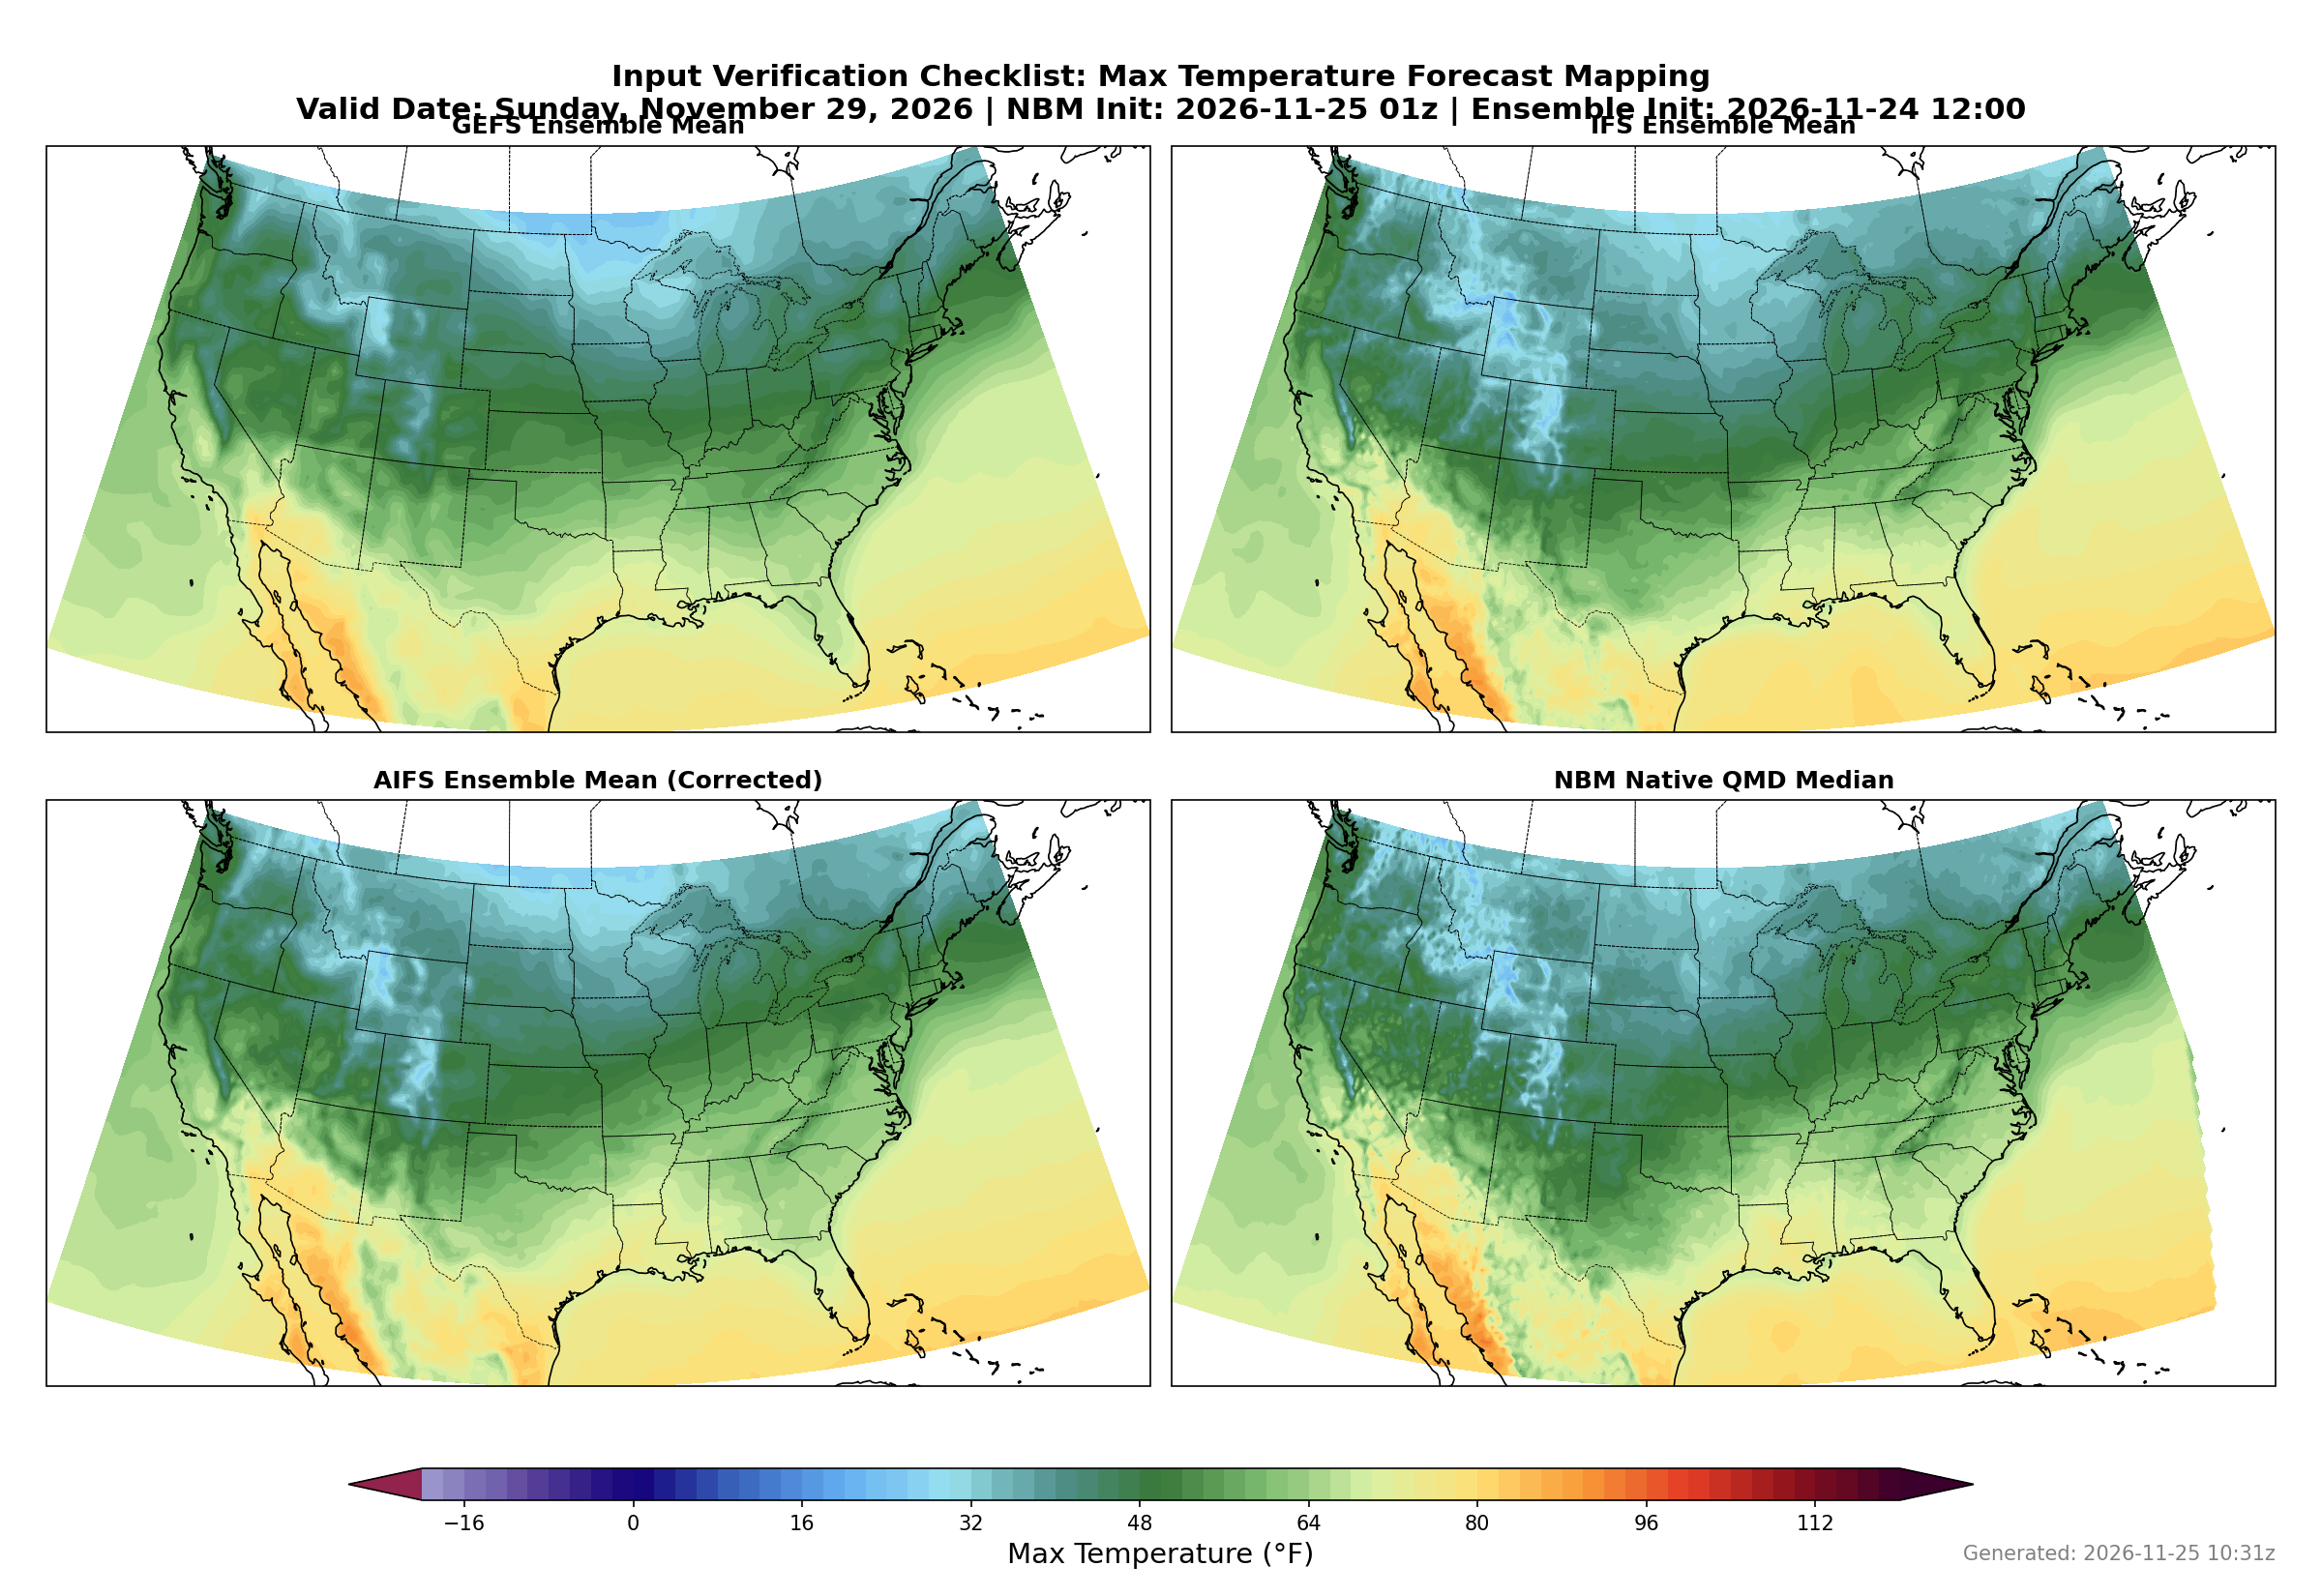 Input Verification Checklist: Max Temperature Forecast Mapping
Valid Date: Sunday, November 29, 2026 | NBM Init: 2026-11-25 01z | Ensemble Init: 2026-11-24 12:00
GEFS Ensemble Mean
IFS Ensemble Mean
AIFS Ensemble Mean (Corrected)
NBM Native QMD Median
−16 0 16 32 48 64 80 96 112
Max Temperature (°F)
Generated: 2026-11-25 10:31z